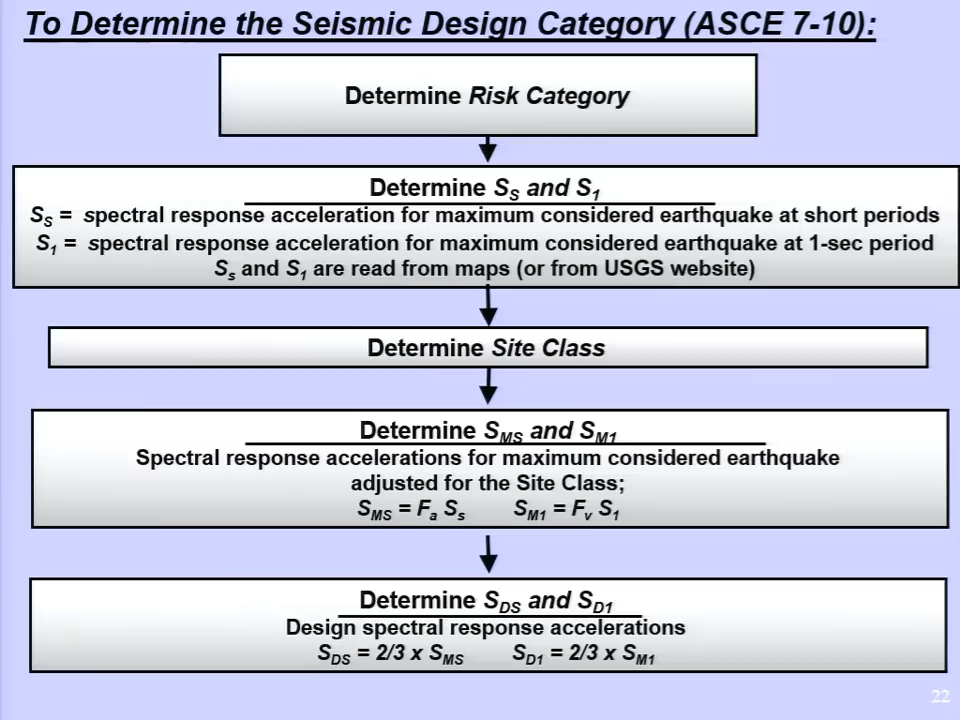 To Determine the Seismic Design Category (ASCE 7-10):
Determine Risk Category
Determine SS and S1
SS = spectral response acceleration for maximum considered earthquake at short periods
S1 = spectral response acceleration for maximum considered earthquake at 1-sec period
Ss and S1 are read from maps (or from USGS website)
Determine Site Class
Determine SMS and SM1
Spectral response accelerations for maximum considered earthquake
adjusted for the Site Class;
SMS = Fa Ss SM1 = Fv S1
Determine SDS and SD1
Design spectral response accelerations
SDS = 2/3 x SMS SD1 = 2/3 x SM1
22